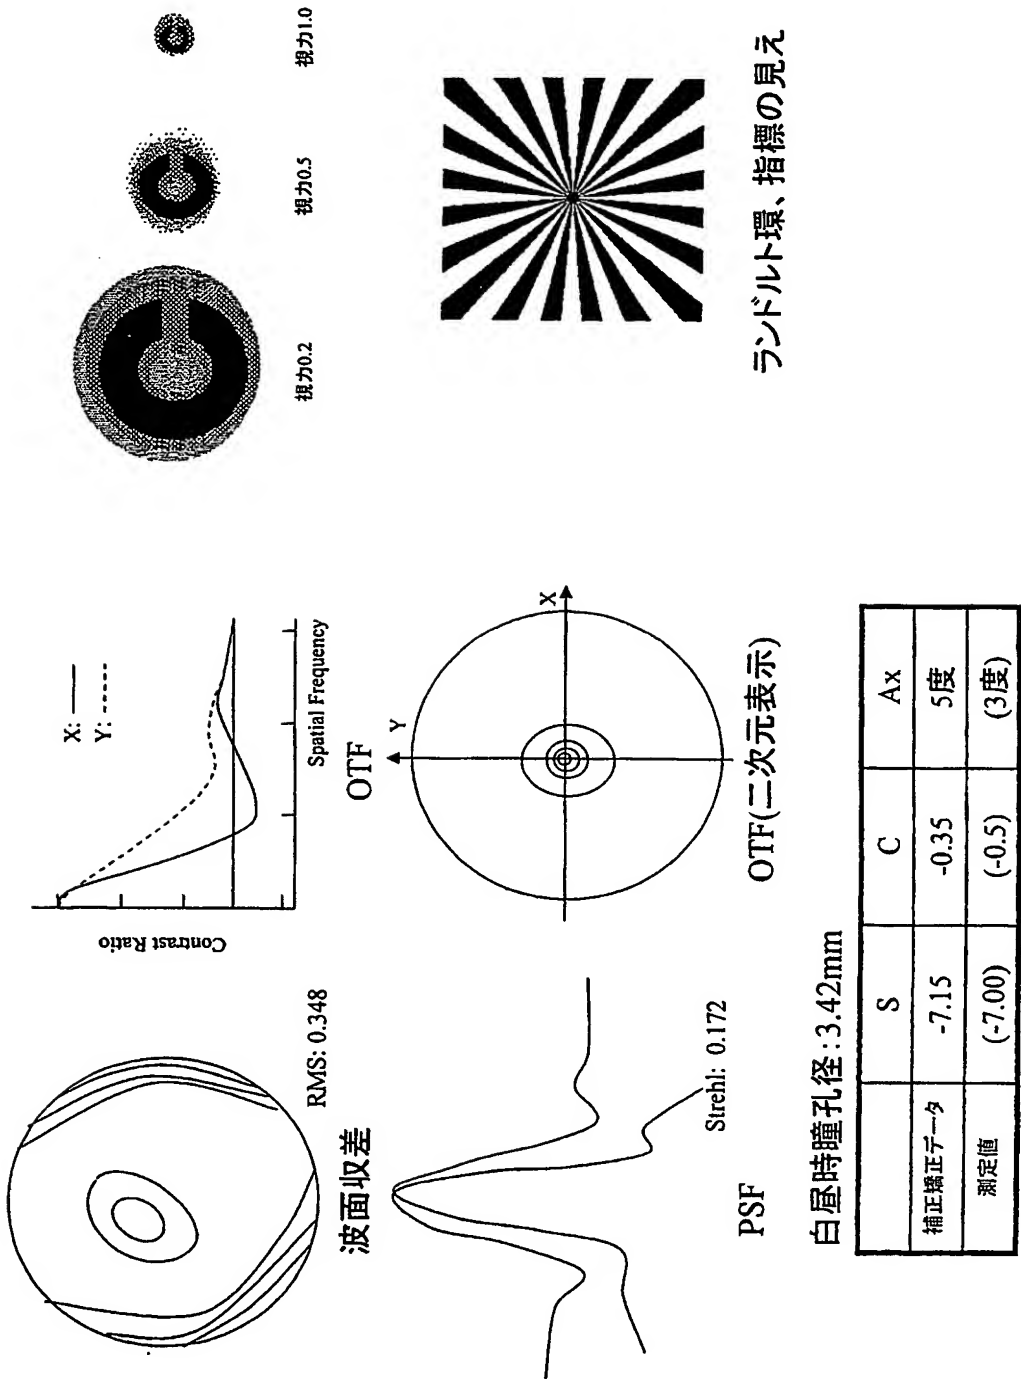 RMS: 0.348
波面収差
Contrast Ratio
X:
Y:
Spatial Frequency
OTF
視力0.2
視力0.5
視力1.0
Strehl: 0.172
PSF
Y
X
OTF(二次元表示)
ランドルト環、指標の見え
白昼時瞳孔径:3.42mm
S C Ax
補正矯正データ -7.15 -0.35 5度
測定値 (-7.00) (-0.5) (3度)